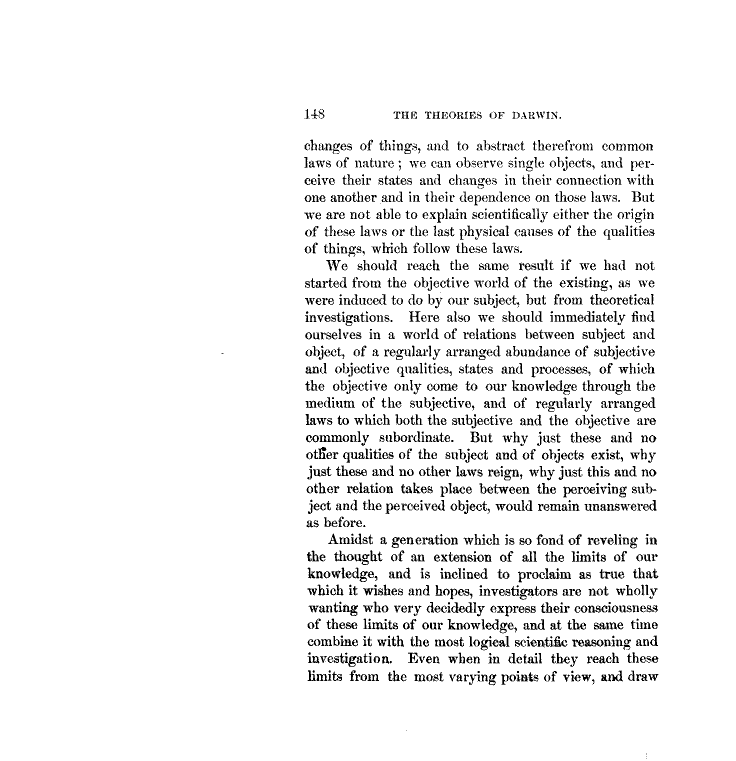 148 THE THEORIES OF DARWIN.
changes of things, and to abstract therefrom common
laws of nature ; we can observe single objects, and per-
ceive their states and changes in their connection with
one another and in their dependence on those laws. But
we are not able to explain scientifically either the origin
of these laws or the last physical causes of the qualities
of things, which follow these laws.
We should reach the same result if we had not
started from the objective world of the existing, as we
were induced to do by our subject, but from theoretical
investigations. Here also we should immediately find
ourselves in a world of relations between subject and
object, of a regularly arranged abundance of subjective
and objective qualities, states and processes, of which
the objective only come to our knowledge through the
medium of the subjective, and of regularly arranged
laws to which both the subjective and the objective are
commonly subordinate. But why just these and no
other qualities of the subject and of objects exist, why
just these and no other laws reign, why just this and no
other relation takes place between the perceiving sub-
ject and the perceived object, would remain unanswered
as before.
Amidst a generation which is so fond of reveling in
the thought of an extension of all the limits of our
knowledge, and is inclined to proclaim as true that
which it wishes and hopes, investigators are not wholly
wanting who very decidedly express their consciousness
of these limits of our knowledge, and at the same time
combine it with the most logical scientific reasoning and
investigation. Even when in detail they reach these
limits from the most varying points of view, and draw